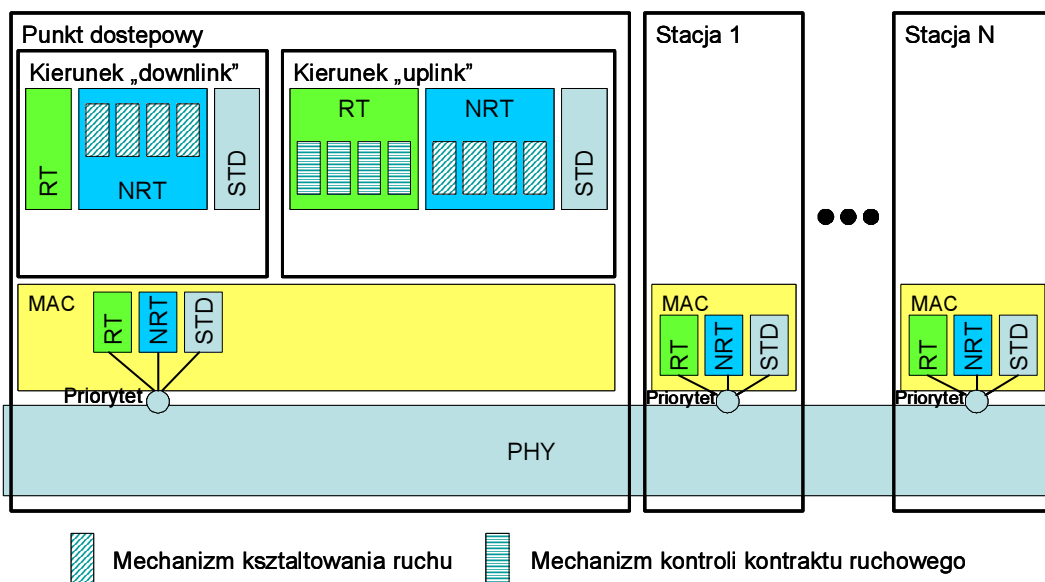 Punkt dostepowy
Stacja 1
Stacja N
Kierunek „downlink”
Kierunek „uplink”
RT
NRT
STD
RT
NRT
STD
MAC
RT
NRT
STD
Priorytet
MAC
RT
NRT
STD
Priorytet
MAC
RT
NRT
STD
Priorytet
PHY
Mechanizm ksztaltowania ruchu
Mechanizm kontroli kontraktu ruchowego